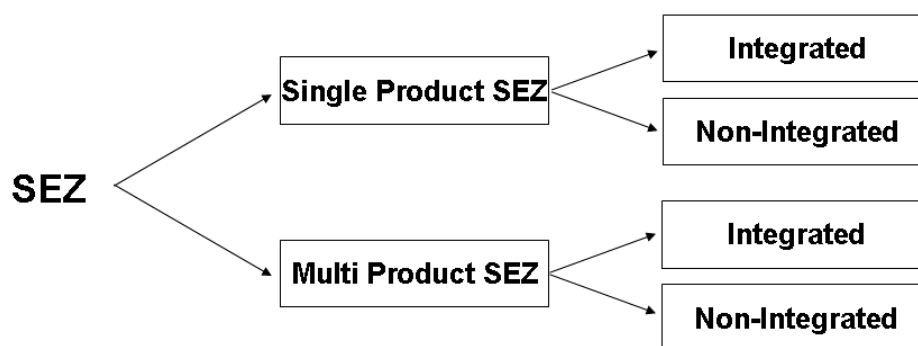 SEZ
Single Product SEZ
Integrated
Non-Integrated
Multi Product SEZ
Integrated
Non-Integrated